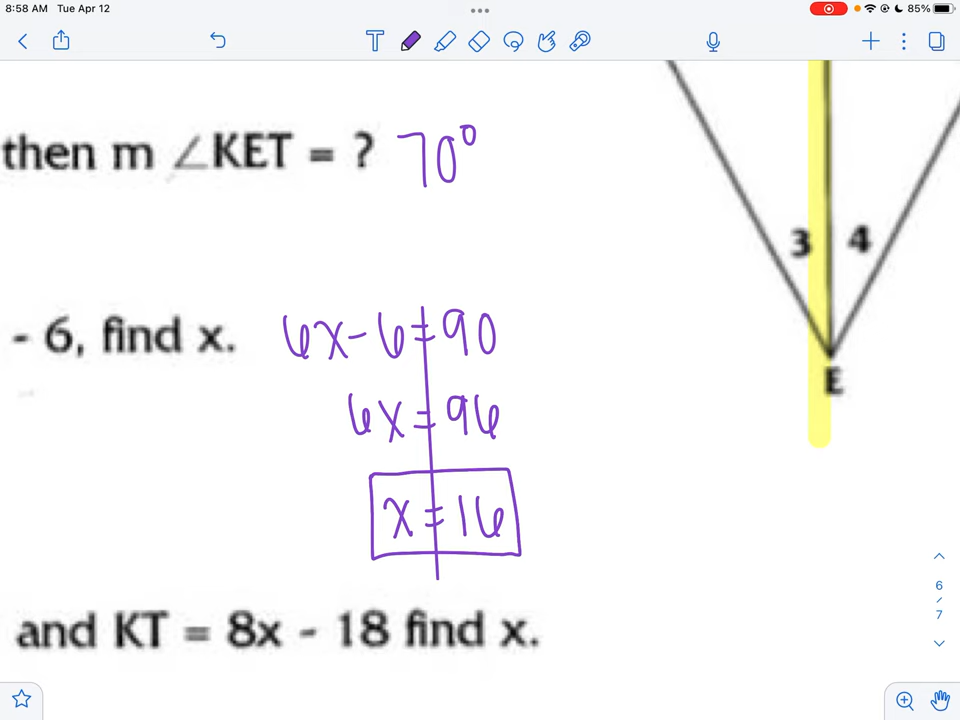 8:58 AM Tue Apr 12
85%
T
then m ∠KET = ? 70°
3 4
- 6, find x. 6x-6=90
E
6x=96
x=16
6
/
7
and KT = 8x - 18 find x.